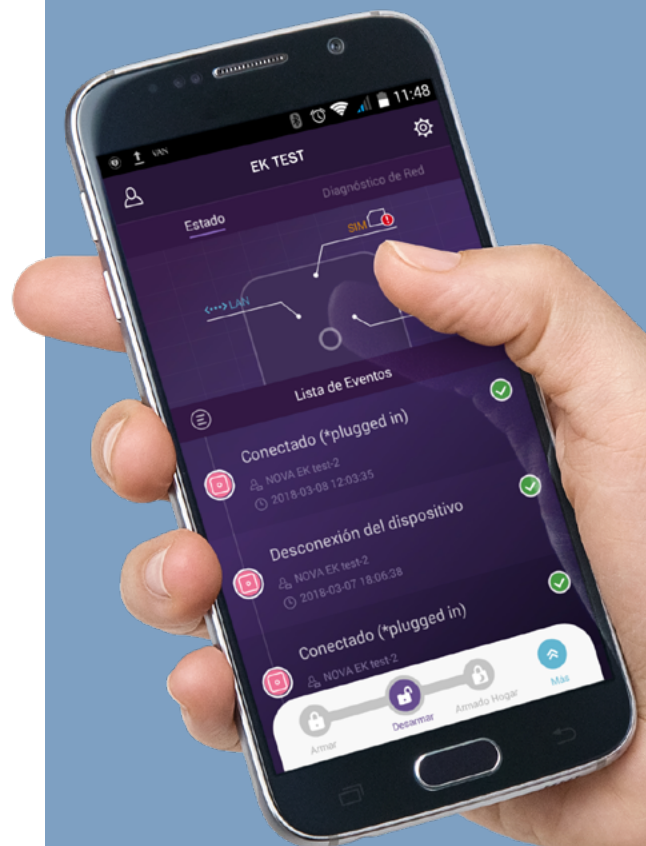 11:48
EK TEST
Estado
Diagnóstico de Red
SIM
LAN
Lista de Eventos
Conectado (*plugged in)
NOVA EK test-2
2018-03-08 12:03:35
Desconexión del dispositivo
NOVA EK test-2
2018-03-07 18:06:38
Conectado (*plugged in)
NOVA EK test-2
Armar
Desarmar
Armado Hogar
Más